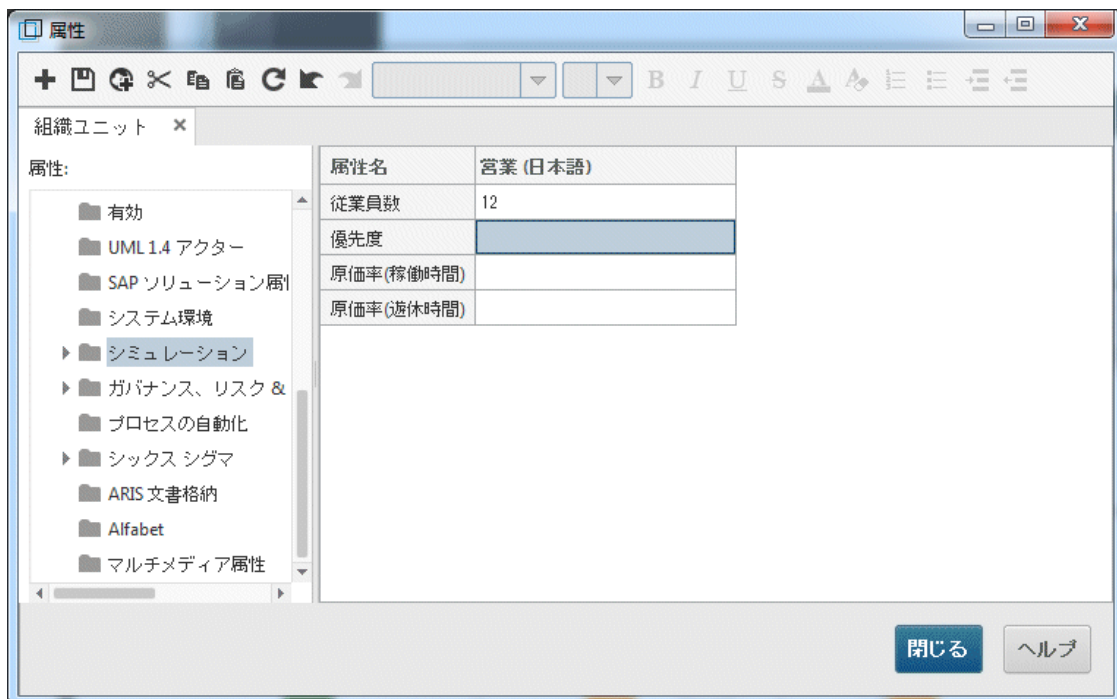 属性
B I U S A
組織ユニット ×
属性:
有効
UML 1.4 アクター
SAP ソリューション属
システム環境
シミュレーション
ガバナンス、リスク &
プロセスの自動化
シックス シグマ
ARIS 文書格納
Alfabet
マルチメディア属性
属性名 営業 (日本語)
従業員数 12
優先度
原価率(稼働時間)
原価率(遊休時間)
閉じる ヘルプ